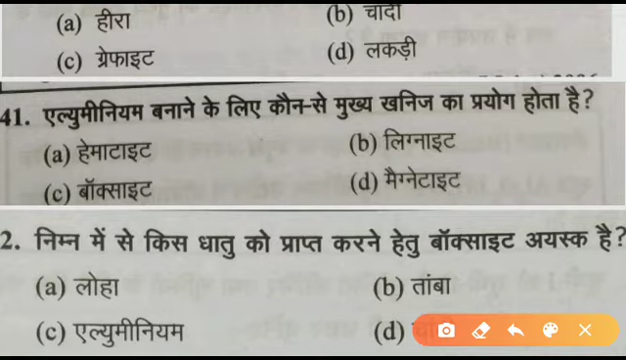 (a) हीरा (b) चांदी
(c) ग्रेफाइट (d) लकड़ी
41. एल्युमीनियम बनाने के लिए कौन-से मुख्य खनिज का प्रयोग होता है?
(a) हेमाटाइट (b) लिग्नाइट
(c) बॉक्साइट (d) मैग्नेटाइट
2. निम्न में से किस धातु को प्राप्त करने हेतु बॉक्साइट अयस्क है?
(a) लोहा (b) तांबा
(c) एल्युमीनियम (d)